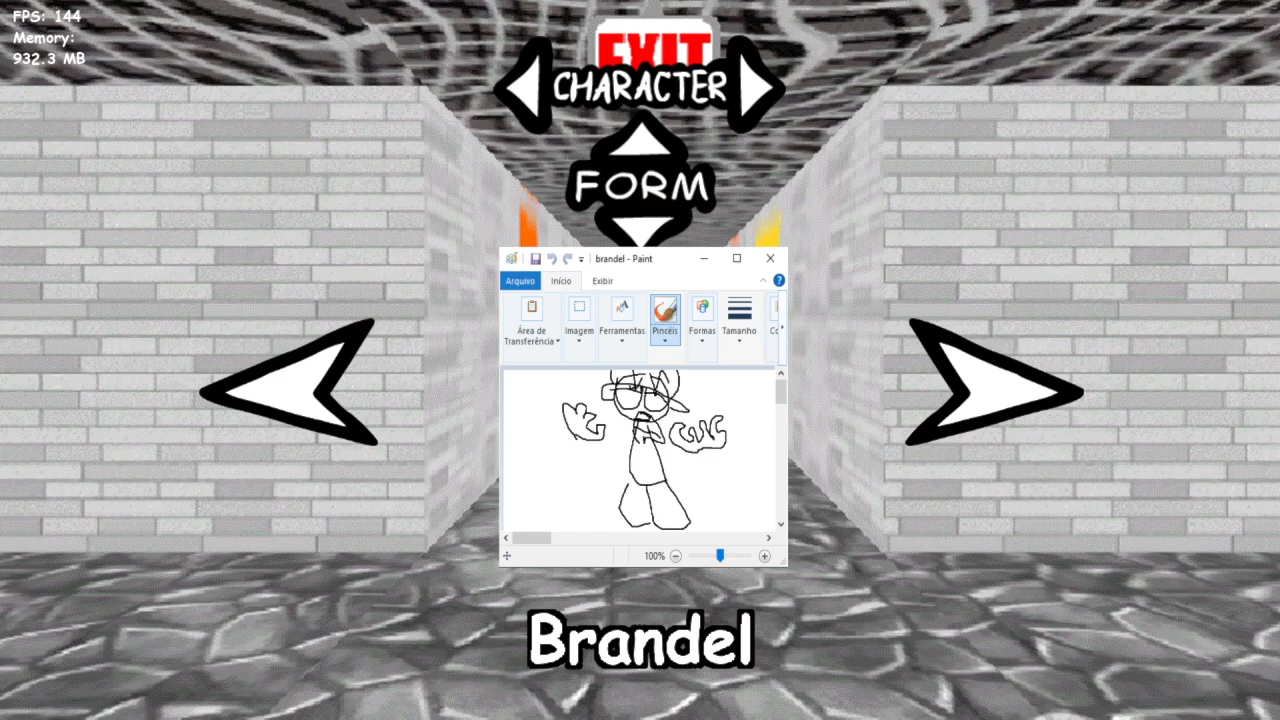 FPS: 144
Memory:
932.3 MB
EXIT
CHARACTER
FORM
brandel - Paint
Arquivo Início Exibir
Área de
Transferência
Imagem
Ferramentas
Pincéis
Formas
Tamanho
100%
Brandel